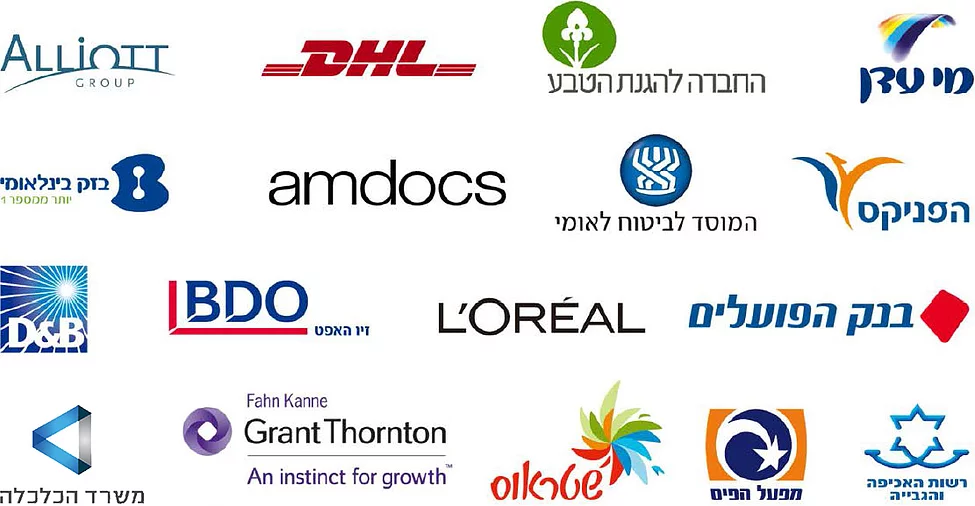 ALLiOTT
GROUP
DHL
החברה להגנת הטבע
מי עדן
בזק בינלאומי
יותר ממספר 1
amdocs
המוסד לביטוח לאומי
הפניקס
D&B
BDO
זיו האפט
L'ORÉAL
בנק הפועלים
משרד הכלכלה
Fahn Kanne
Grant Thornton
An instinct for growth™
שטראוס
מפעל הפיס
רשות האכיפה
והגבייה